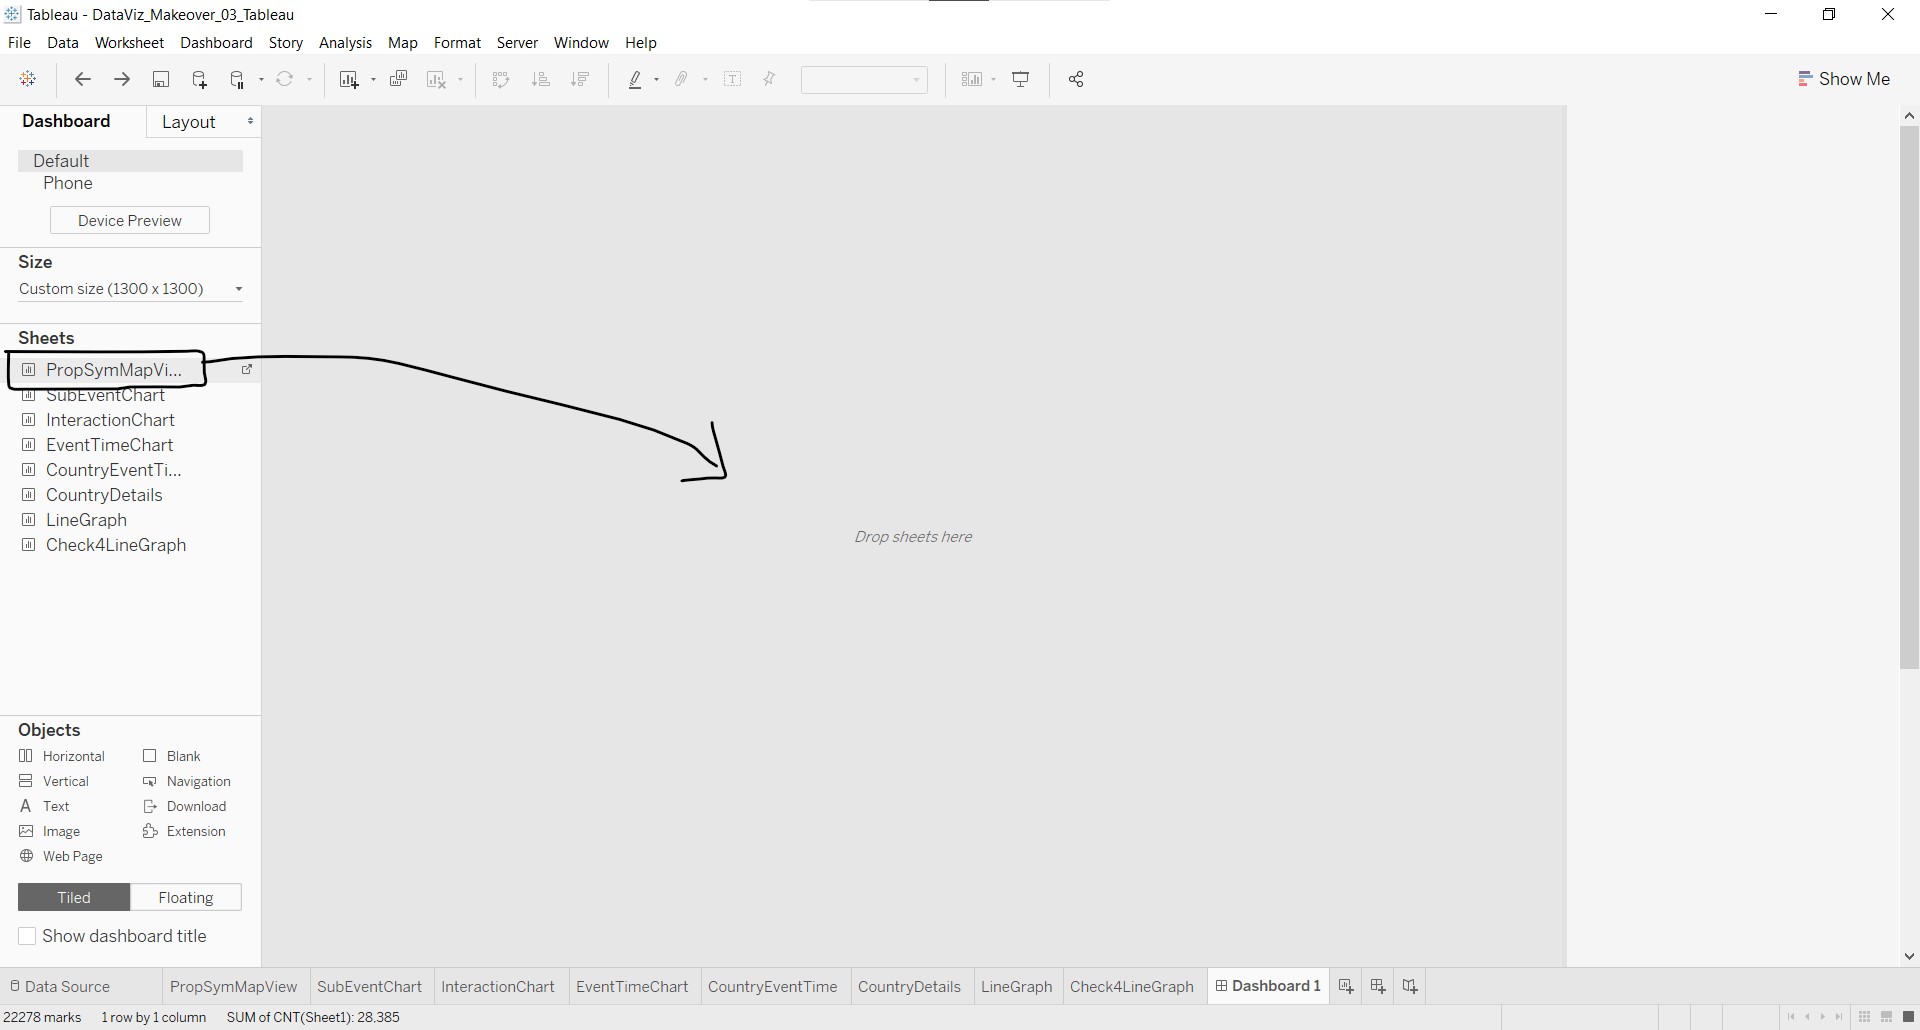 Tableau - DataViz_Makeover_03_Tableau
File Data Worksheet Dashboard Story Analysis Map Format Server Window Help
Show Me
Dashboard Layout
Default
Phone
Device Preview
Size
Custom size (1300 x 1300)
Sheets
PropSymMapVi...
SubEventChart
InteractionChart
EventTimeChart
CountryEventTi...
CountryDetails
LineGraph
Check4LineGraph
Drop sheets here
Objects
Horizontal Blank
Vertical Navigation
A Text Download
Image Extension
Web Page
Tiled Floating
Show dashboard title
Data Source PropSymMapView SubEventChart InteractionChart EventTimeChart CountryEventTime CountryDetails LineGraph Check4LineGraph Dashboard 1
22278 marks 1 row by 1 column SUM of CNT(Sheet1): 28,385